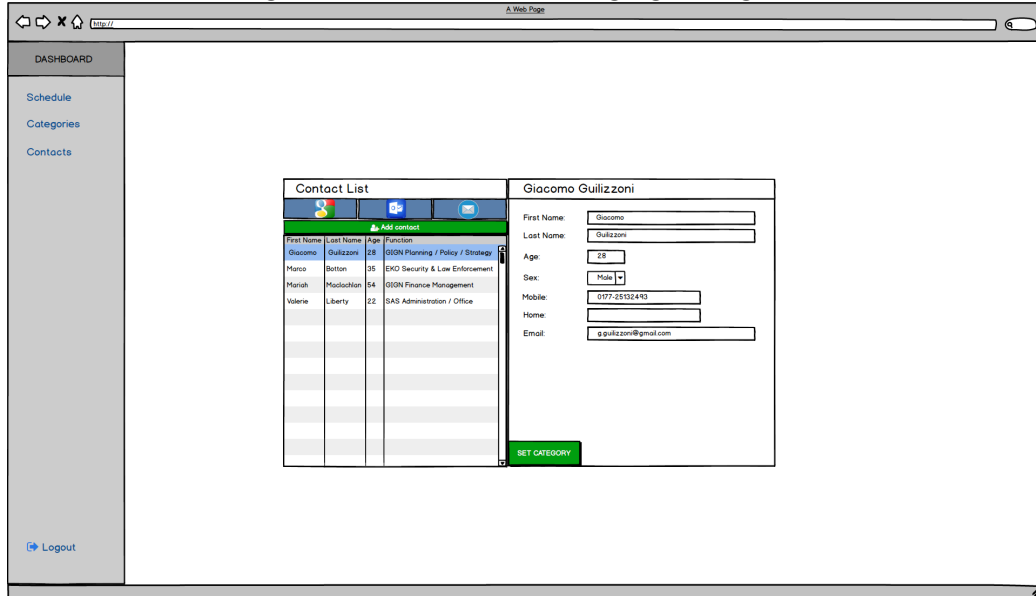 A Web Page
http://
DASHBOARD
Schedule
Categories
Contacts
Logout
Contact List
Add contact
First Name Last Name Age Function
Giacomo Guilizzoni 28 GIGN Planning / Policy / Strategy
Marco Botton 35 EKO Security & Law Enforcement
Mariah Maclachlan 54 GIGN Finance Management
Valerie Liberty 22 SAS Administration / Office
Giacomo Guilizzoni
First Name: Giacomo
Last Name: Guilizzoni
Age: 28
Sex: Male
Mobile: 0177-25132493
Home:
Email: g.guilizzoni@gmail.com
SET CATEGORY